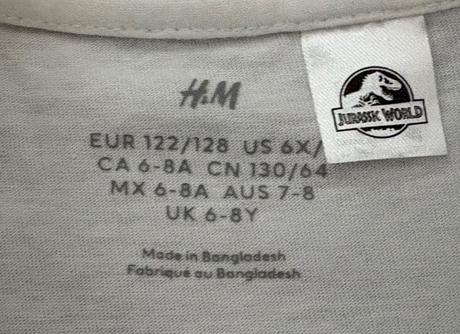 H&M
JURASSIC WORLD
EUR 122/128 US 6X/
CA 6-8A CN 130/64
MX 6-8A AUS 7-8
UK 6-8Y
Made in Bangladesh
Fabriqué au Bangladesh